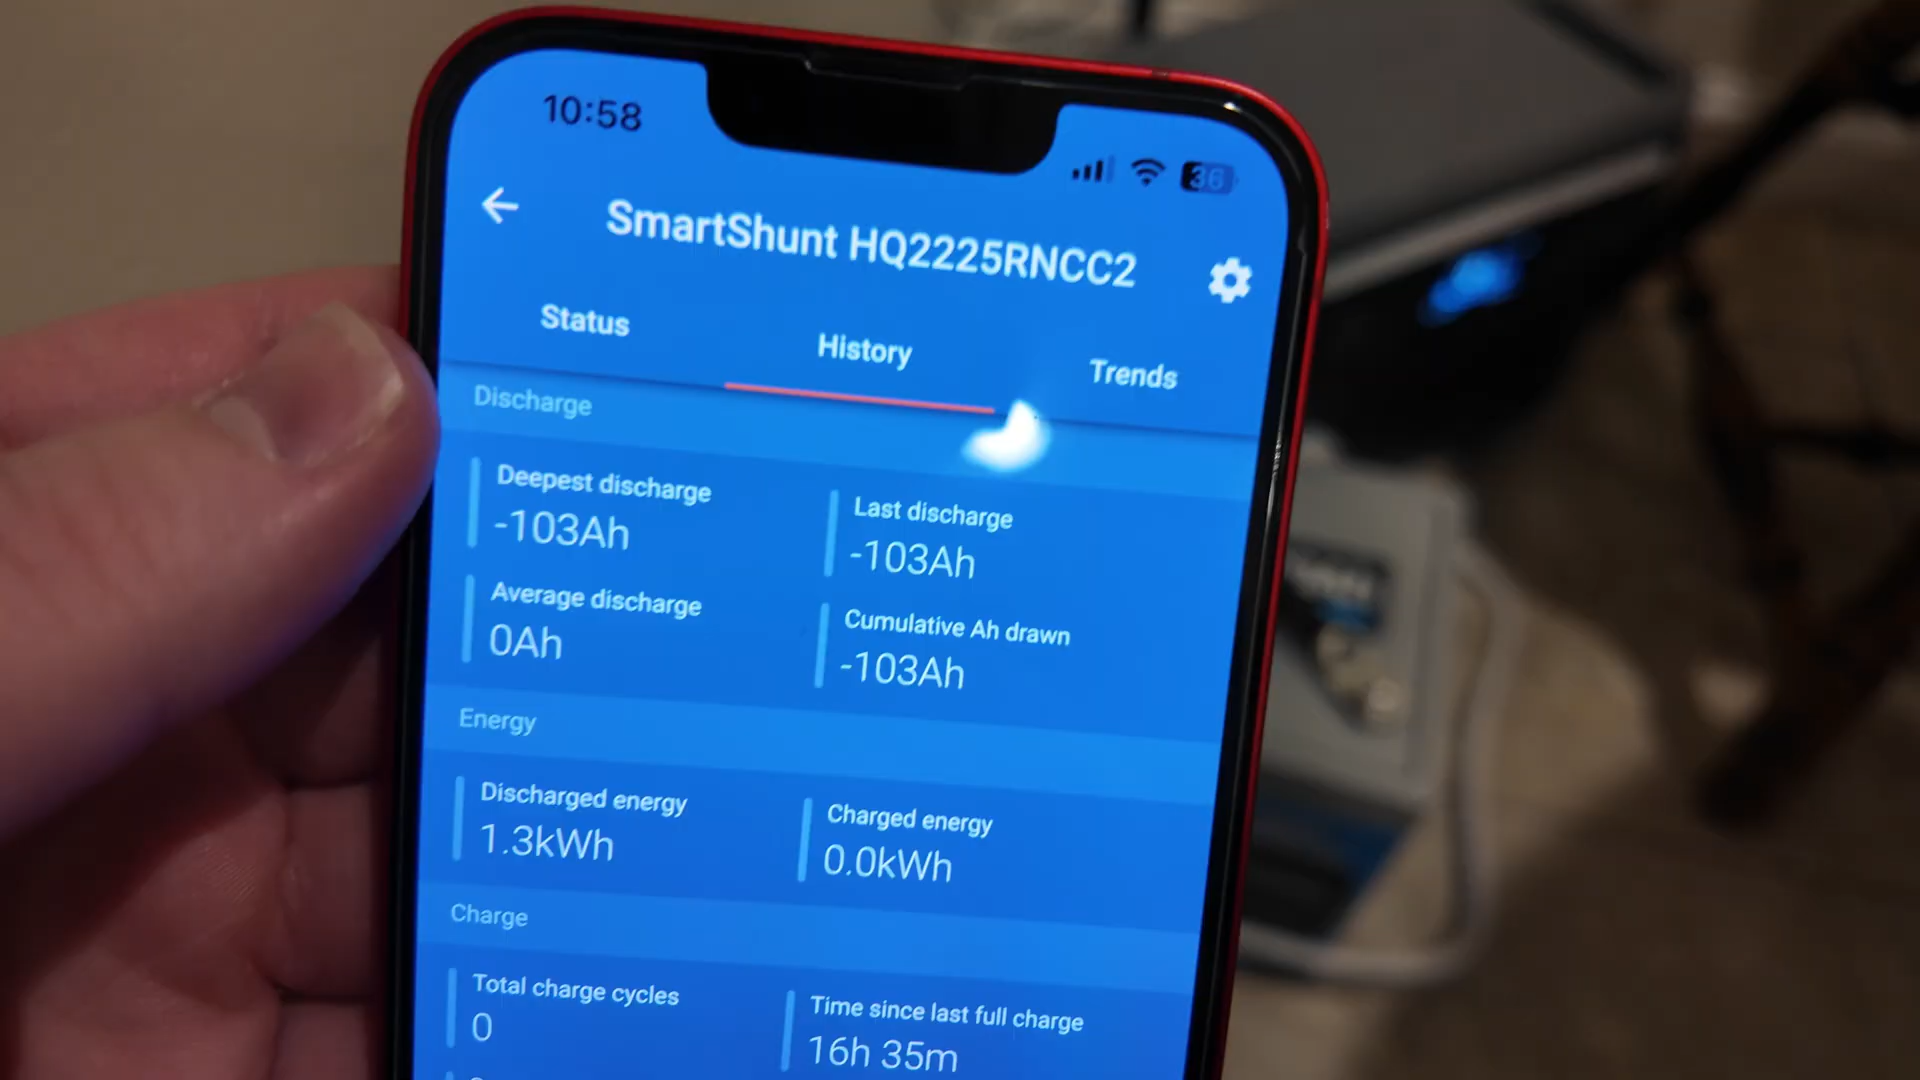 10:58
36
SmartShunt HQ2225RNCC2
Status
History
Trends
Discharge
Deepest discharge
-103Ah
Last discharge
-103Ah
Average discharge
0Ah
Cumulative Ah drawn
-103Ah
Energy
Discharged energy
1.3kWh
Charged energy
0.0kWh
Charge
Total charge cycles
0
Time since last full charge
16h 35m